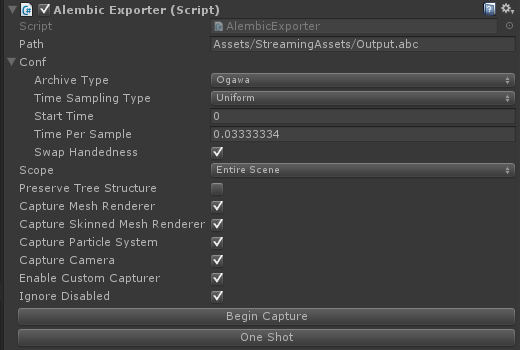 Alembic Exporter (Script)
Script AlembicExporter
Path Assets/StreamingAssets/Output.abc
Conf
Archive Type Ogawa
Time Sampling Type Uniform
Start Time 0
Time Per Sample 0.03333334
Swap Handedness
Scope Entire Scene
Preserve Tree Structure
Capture Mesh Renderer
Capture Skinned Mesh Renderer
Capture Particle System
Capture Camera
Enable Custom Capturer
Ignore Disabled
Begin Capture
One Shot